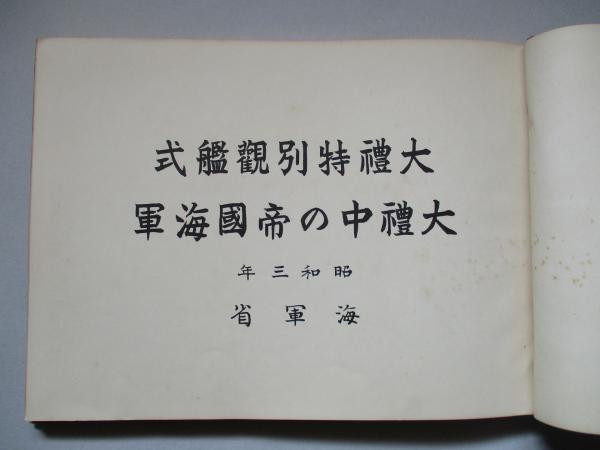 大禮特別觀艦式
大禮中の帝國海軍
昭和三年
海軍省